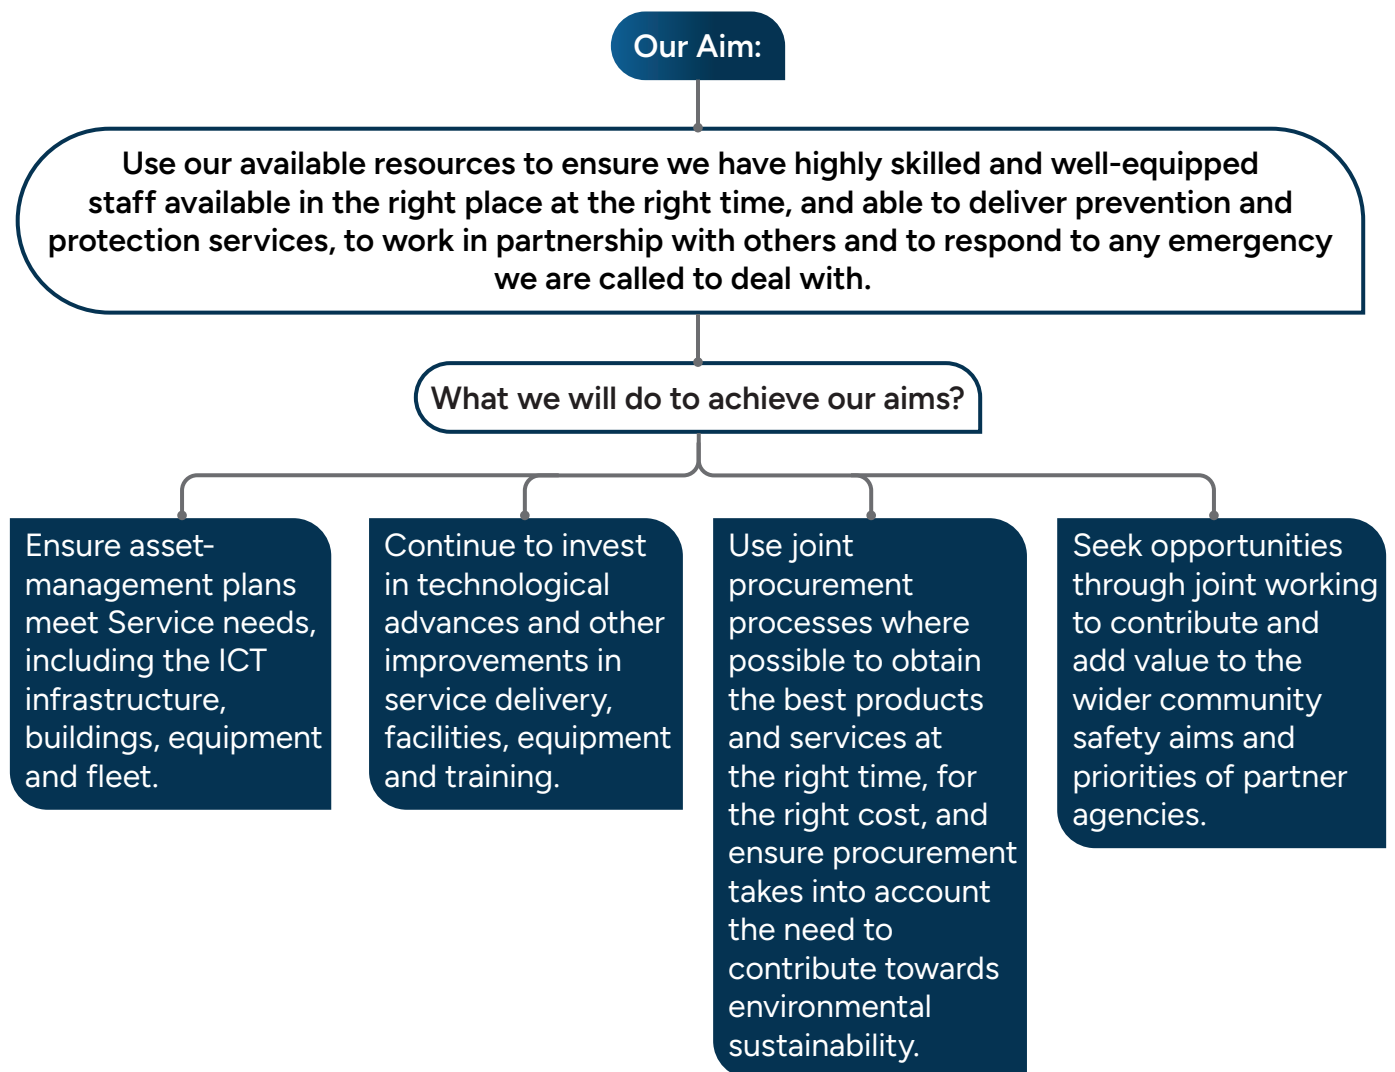 Our Aim:
Use our available resources to ensure we have highly skilled and well-equipped
staff available in the right place at the right time, and able to deliver prevention and
protection services, to work in partnership with others and to respond to any emergency
we are called to deal with.
What we will do to achieve our aims?
Ensure asset-
management plans
meet Service needs,
including the ICT
infrastructure,
buildings, equipment
and fleet.
Continue to invest
in technological
advances and other
improvements in
service delivery,
facilities, equipment
and training.
Use joint
procurement
processes where
possible to obtain
the best products
and services at
the right time, for
the right cost, and
ensure procurement
takes into account
the need to
contribute towards
environmental
sustainability.
Seek opportunities
through joint working
to contribute and
add value to the
wider community
safety aims and
priorities of partner
agencies.